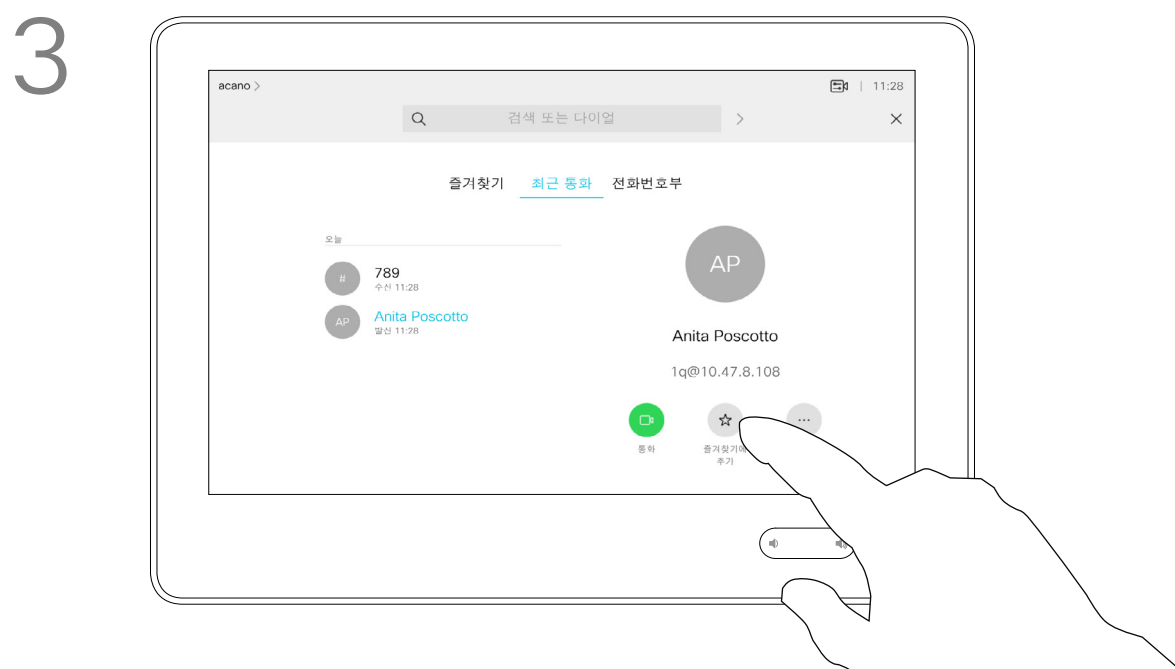 3
acano >
11:28
검색 또는 다이얼
즐겨찾기 최근 통화 전화번호부
오늘
#
789
수신 11:28
AP
Anita Poscotto
발신 11:28
AP
Anita Poscotto
1q@10.47.8.108
통화
즐겨찾기에
추가